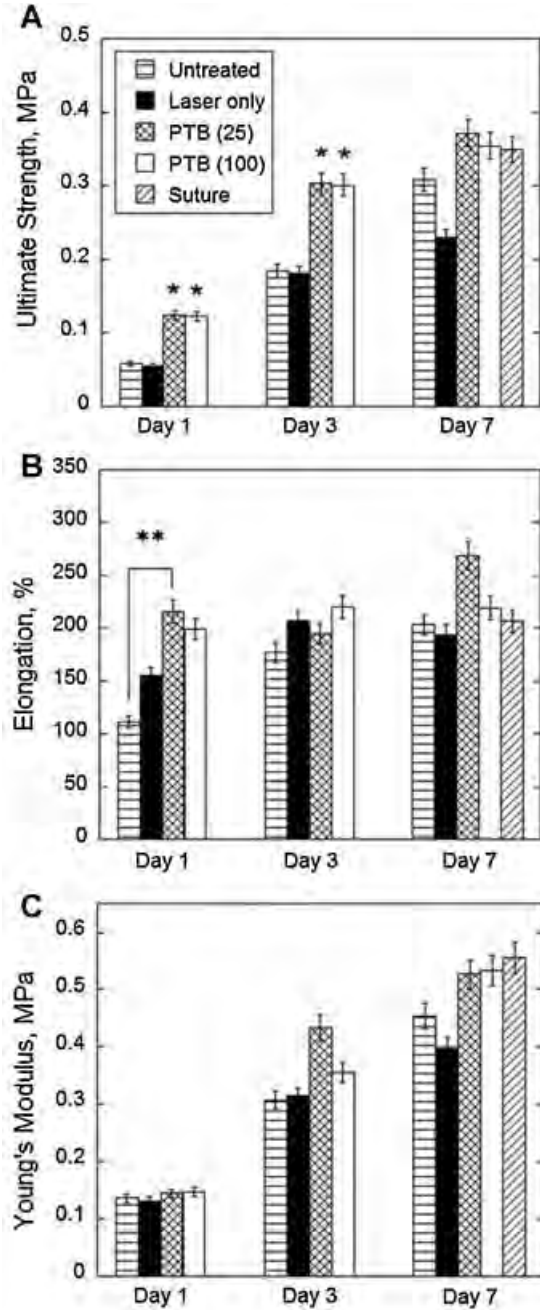 A
0.5
0.4
0.3
0.2
0.1
0
Ultimate Strength, MPa
Untreated
Laser only
PTB (25)
PTB (100)
Suture
* *
* *
Day 1 Day 3 Day 7
B
350
300
250
200
150
100
50
0
Elongation, %
**
Day 1 Day 3 Day 7
C
0.6
0.5
0.4
0.3
0.2
0.1
0
Young's Modulus, MPa
Day 1 Day 3 Day 7